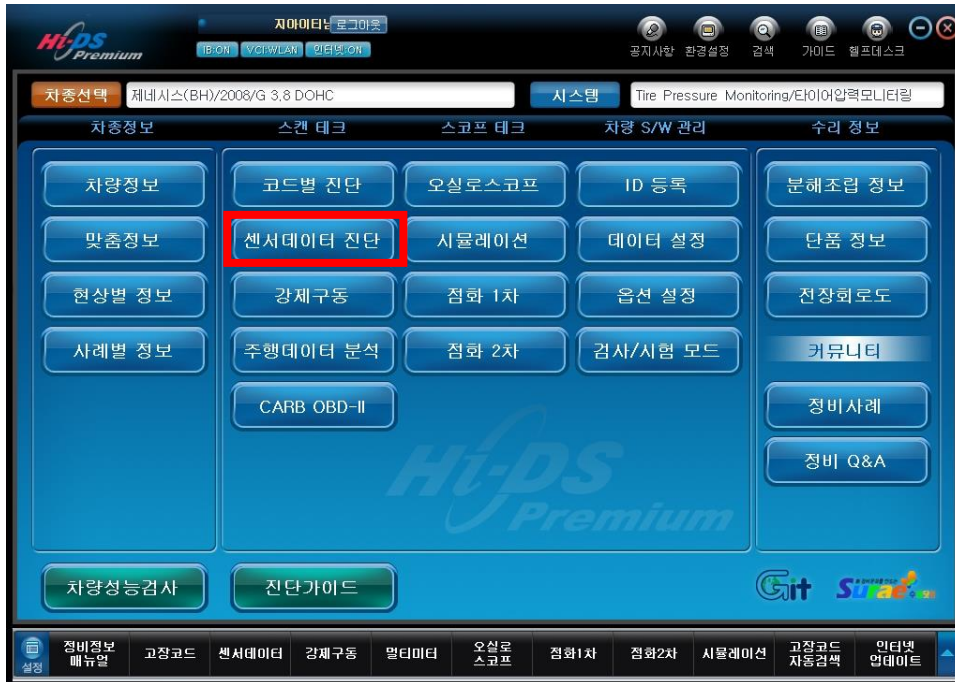 Hi-DS
Premium
지아이티님 로그아웃
IB:ON VCI:WLAN 인터넷:ON
공지사항 환경설정 검색 가이드 헬프데스크
차종선택 제네시스(BH)/2008/G 3,8 DOHC 시스템 Tire Pressure Monitoring/타이어압력모니터링
차종정보 스캔 테크 스코프 테크 차량 S/W 관리 수리 정보
차량정보 코드별 진단 오실로스코프 ID 등록 분해조립 정보
맞춤정보 센서데이터 진단 시뮬레이션 데이터 설정 단품 정보
현상별 정보 강제구동 점화 1차 옵션 설정 전장회로도
사례별 정보 주행데이터 분석 점화 2차 검사/시험 모드 커뮤니티
CARB OBD-II 정비사례
정비 Q&A
Hi-DS
Premium
차량성능검사 진단가이드 Git Surae
설정 정비정보 매뉴얼 고장코드 센서데이터 강제구동 멀티미터 오실로 스코프 점화1차 점화2차 시뮬레이션 고장코드 자동검색 인터넷 업데이트